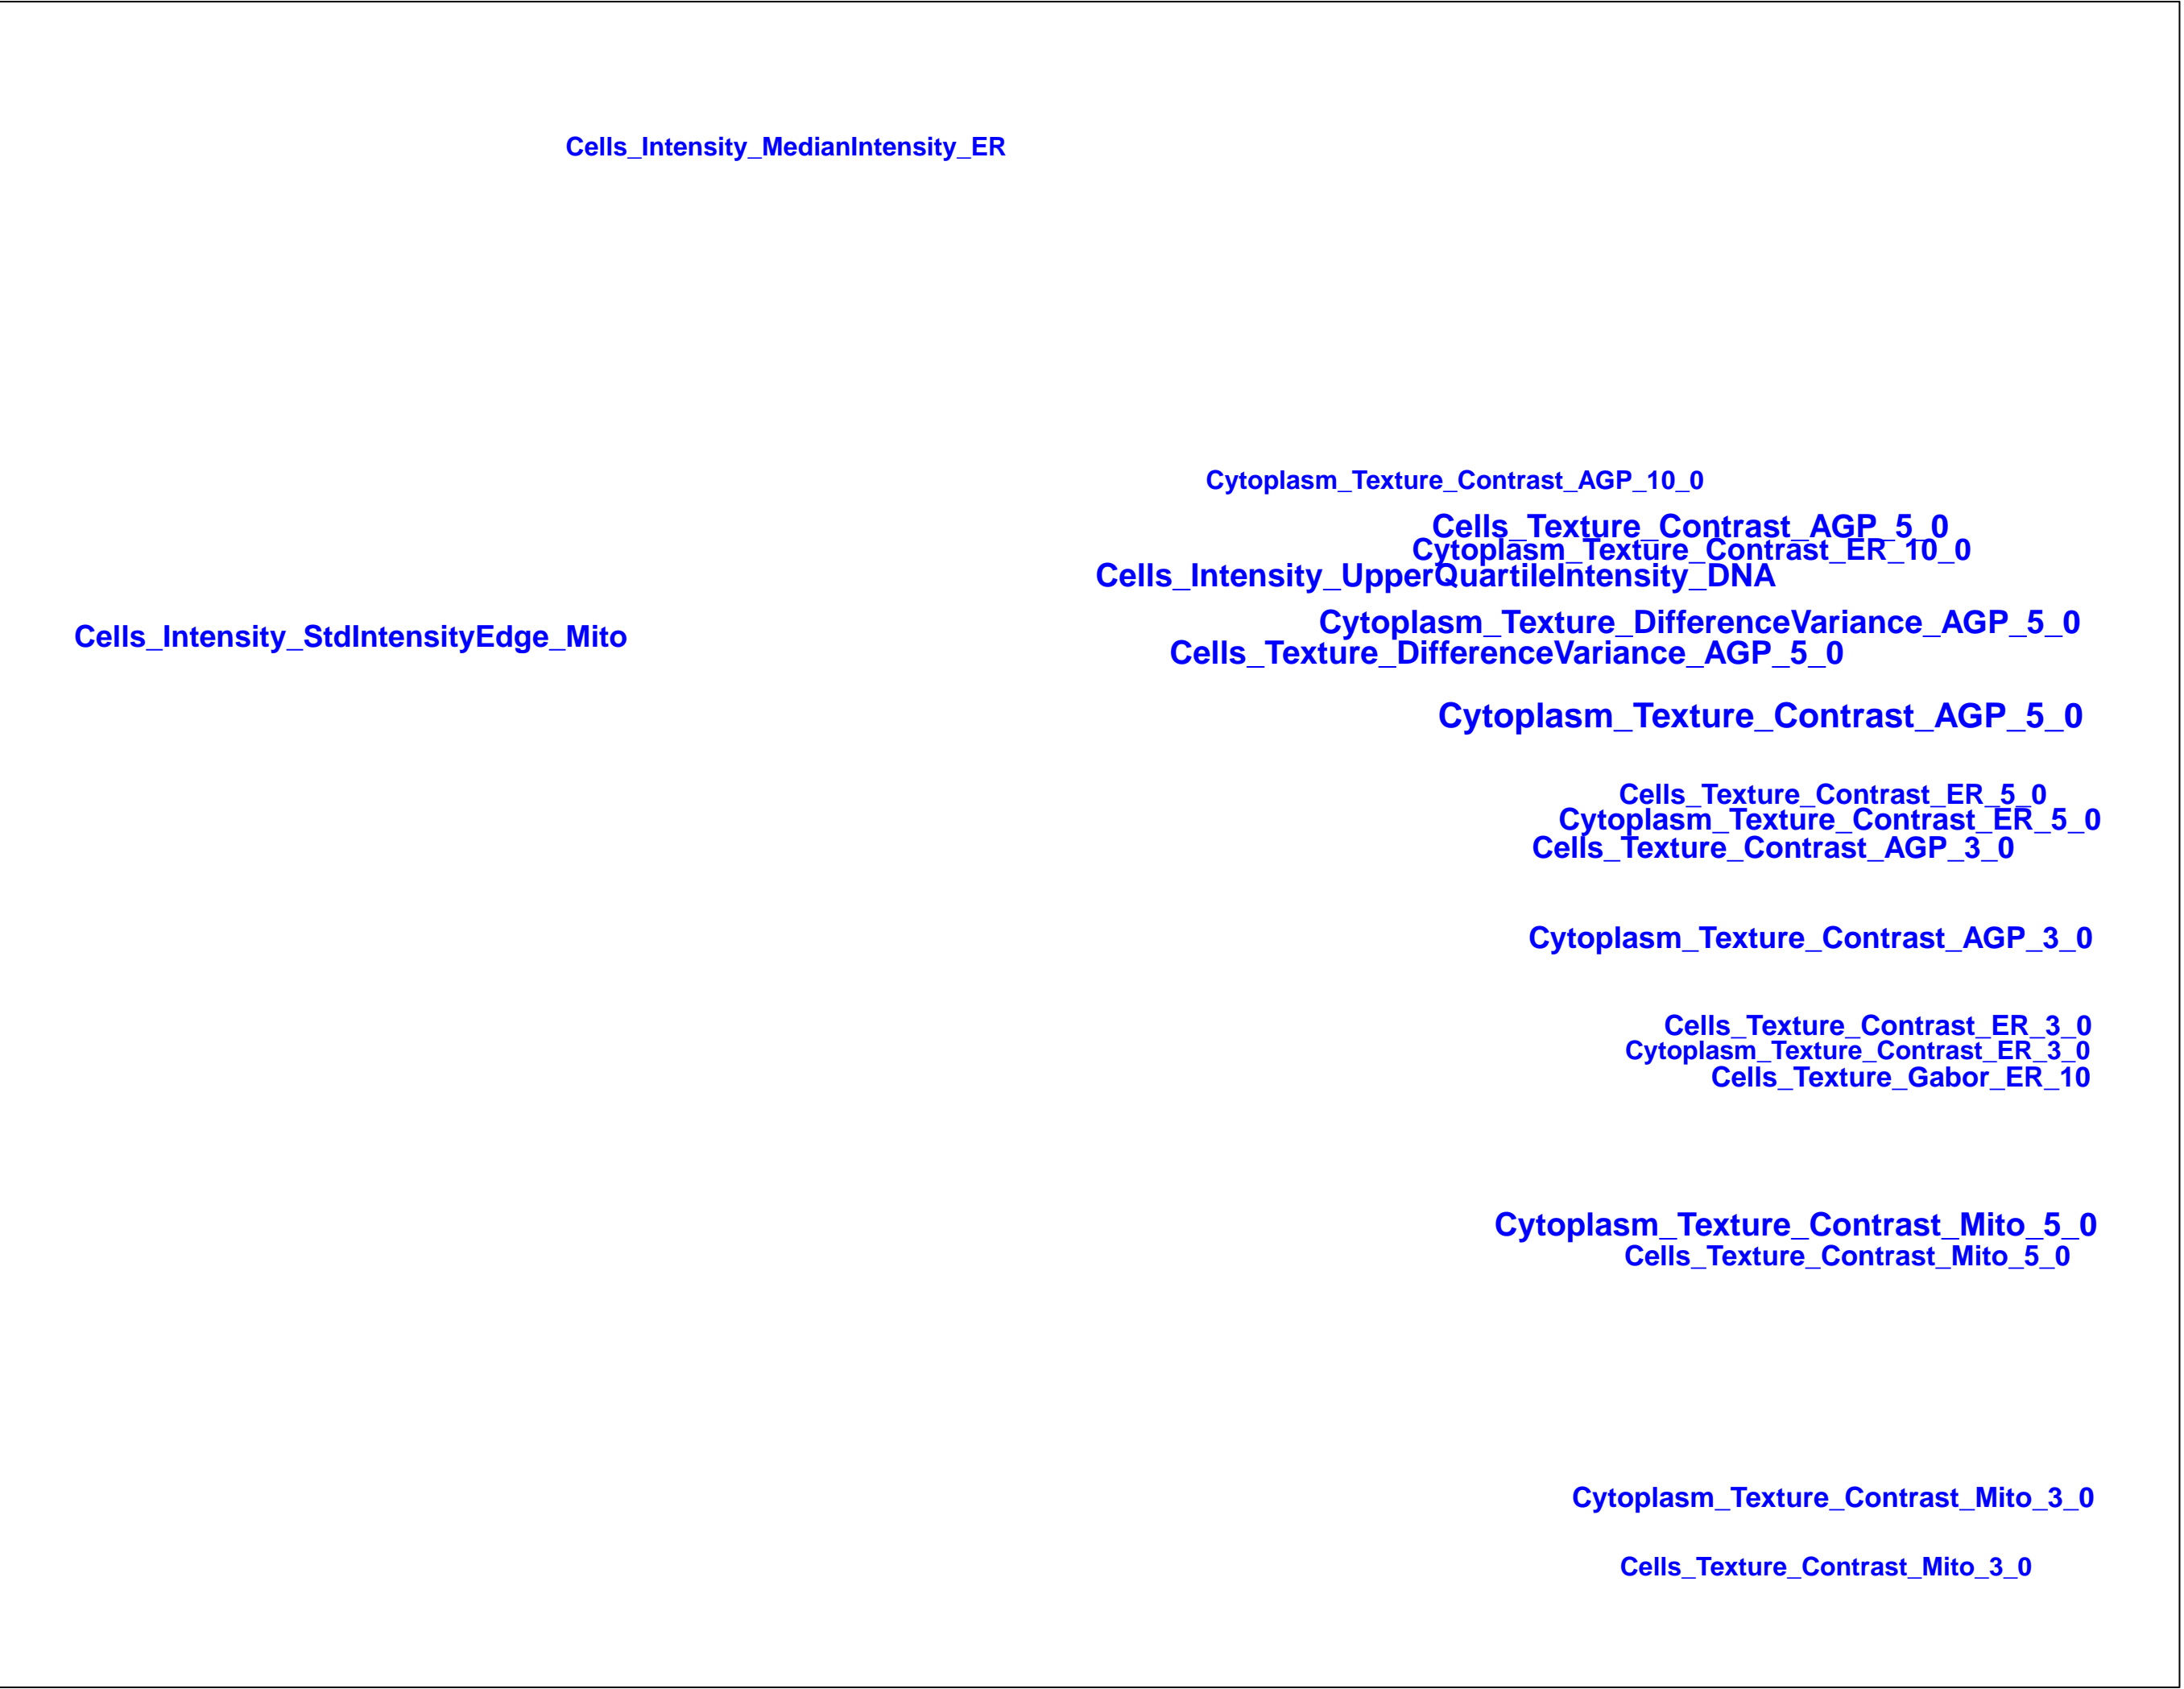 Cells_Intensity_MedianIntensity_ER
Cytoplasm_Texture_Contrast_AGP_10_0
Cells_Texture_Contrast_AGP_5_0
Cytoplasm_Texture_Contrast_ER_10_0
Cells_Intensity_UpperQuartileIntensity_DNA
Cytoplasm_Texture_DifferenceVariance_AGP_5_0
Cells_Intensity_StdIntensityEdge_Mito
Cells_Texture_DifferenceVariance_AGP_5_0
Cytoplasm_Texture_Contrast_AGP_5_0
Cells_Texture_Contrast_ER_5_0
Cytoplasm_Texture_Contrast_ER_5_0
Cells_Texture_Contrast_AGP_3_0
Cytoplasm_Texture_Contrast_AGP_3_0
Cells_Texture_Contrast_ER_3_0
Cytoplasm_Texture_Contrast_ER_3_0
Cells_Texture_Gabor_ER_10
Cytoplasm_Texture_Contrast_Mito_5_0
Cells_Texture_Contrast_Mito_5_0
Cytoplasm_Texture_Contrast_Mito_3_0
Cells_Texture_Contrast_Mito_3_0